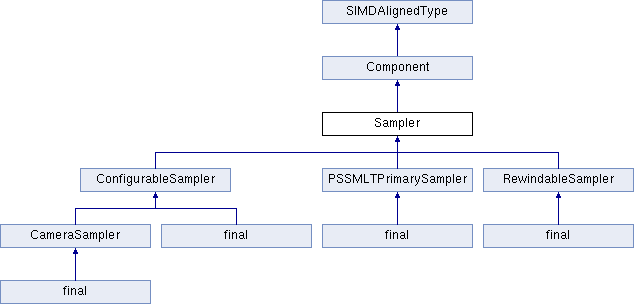 SIMDAlignedType
Component
Sampler
ConfigurableSampler
PSSMLTPrimarySampler
RewindableSampler
CameraSampler
final
final
final
final